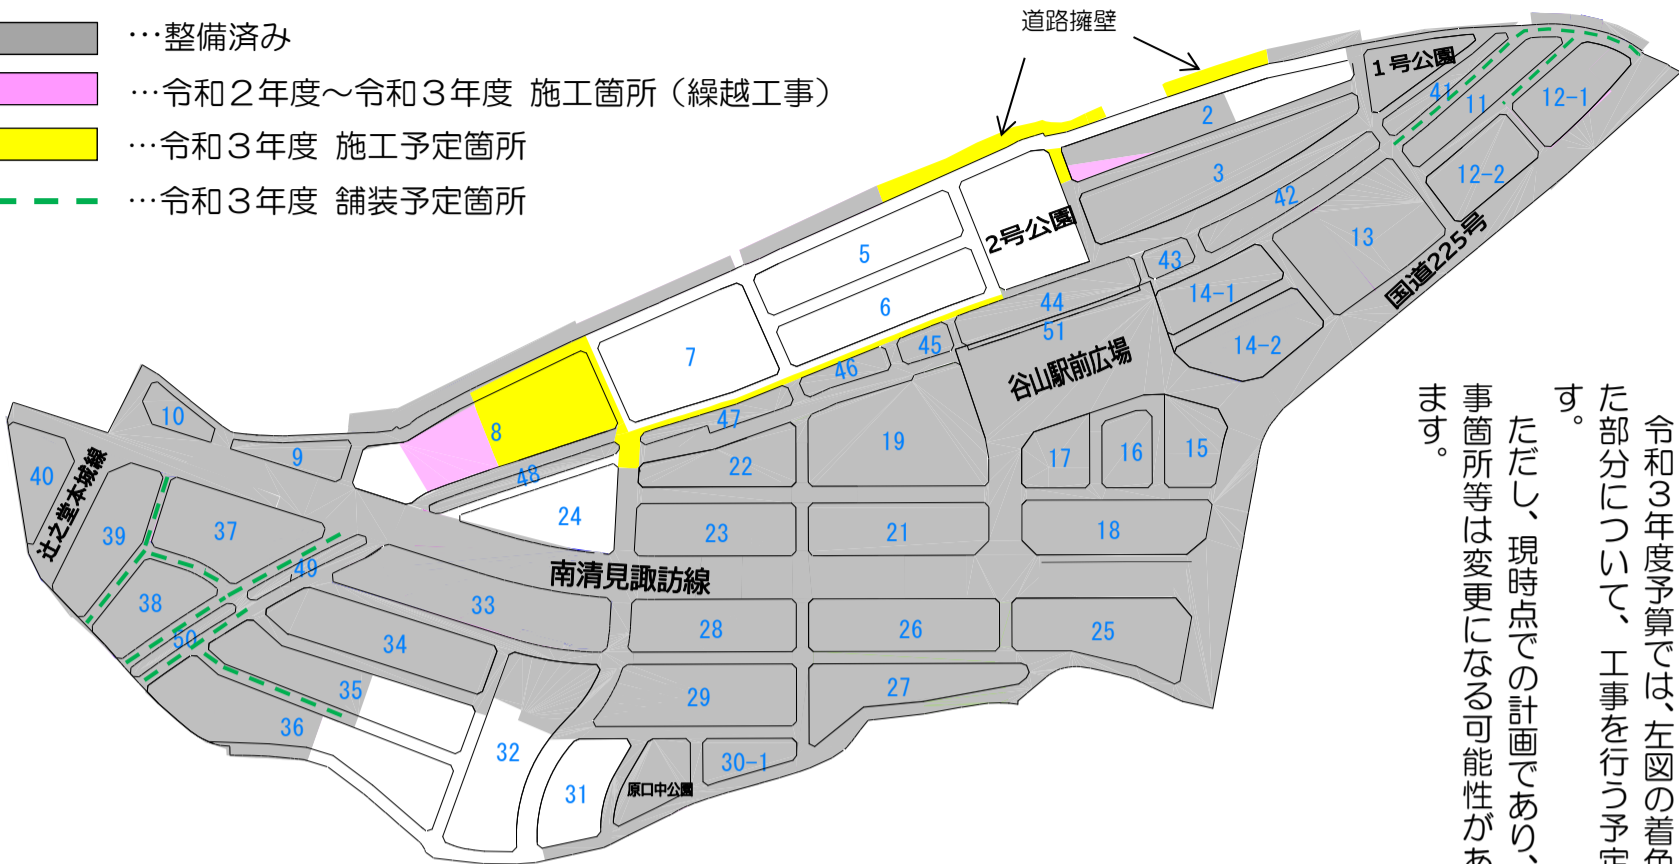 …整備済み
…令和2年度～令和3年度 施工箇所（繰越工事）
…令和3年度 施工予定箇所
…令和3年度 舗装予定箇所
道路擁壁
1号公園
41
11
12-1
2
12-2
3
42
13
国道225号
2号公園
43
5
14-1
6
44
51
14-2
45
谷山駅前広場
7
46
47
10
8
9
48
22
19
17
16
15
40
辻之堂本城線
24
39
37
23
21
18
南清見諏訪線
49
38
33
28
26
25
50
34
35
29
27
36
32
30-1
31
原口中公園
令和3年度予算では、左図の着色
た部分について、工事を行う予定
す。
ただし、現時点での計画であり、
事箇所等は変更になる可能性があ
ます。